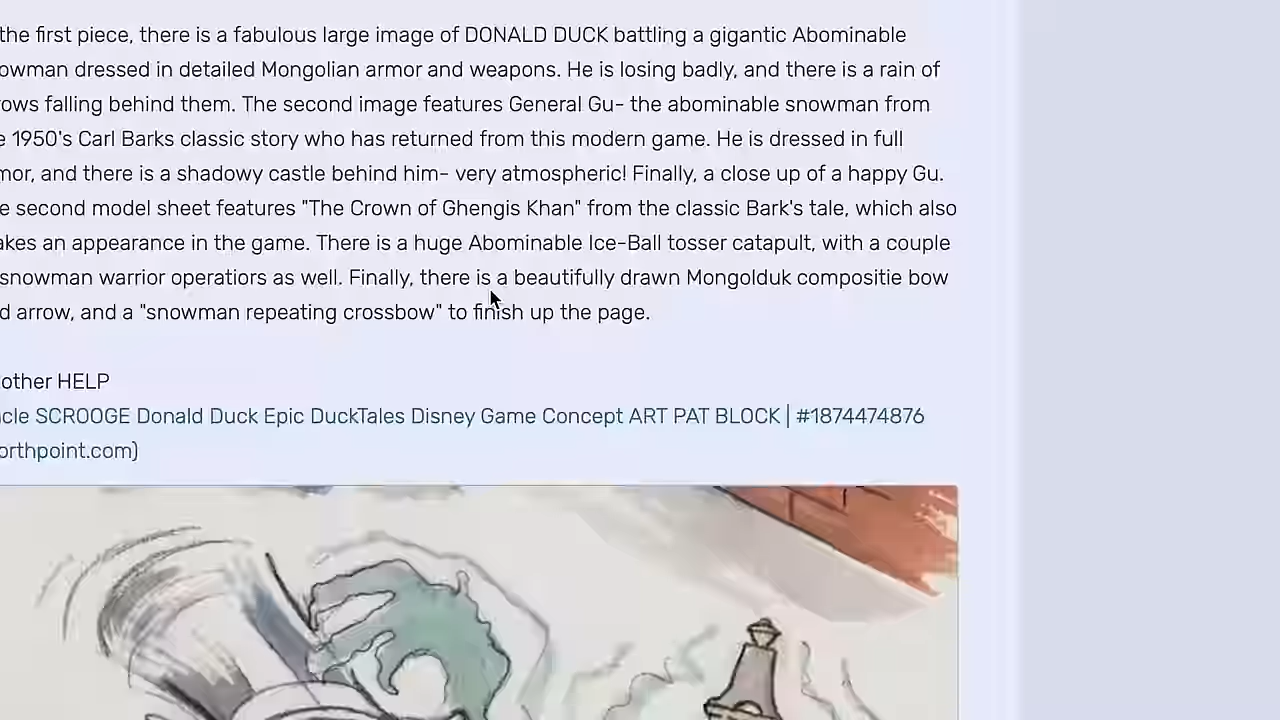 the first piece, there is a fabulous large image of DONALD DUCK battling a gigantic Abominable
owman dressed in detailed Mongolian armor and weapons. He is losing badly, and there is a rain of
rows falling behind them. The second image features General Gu- the abominable snowman from
e 1950's Carl Barks classic story who has returned from this modern game. He is dressed in full
mor, and there is a shadowy castle behind him- very atmospheric! Finally, a close up of a happy Gu.
e second model sheet features "The Crown of Ghengis Khan" from the classic Bark's tale, which also
akes an appearance in the game. There is a huge Abominable Ice-Ball tosser catapult, with a couple
snowman warrior operatiors as well. Finally, there is a beautifully drawn Mongolduk compositie bow
d arrow, and a "snowman repeating crossbow" to finish up the page.
other HELP
cle SCROOGE Donald Duck Epic DuckTales Disney Game Concept ART PAT BLOCK | #1874474876
orthpoint.com)